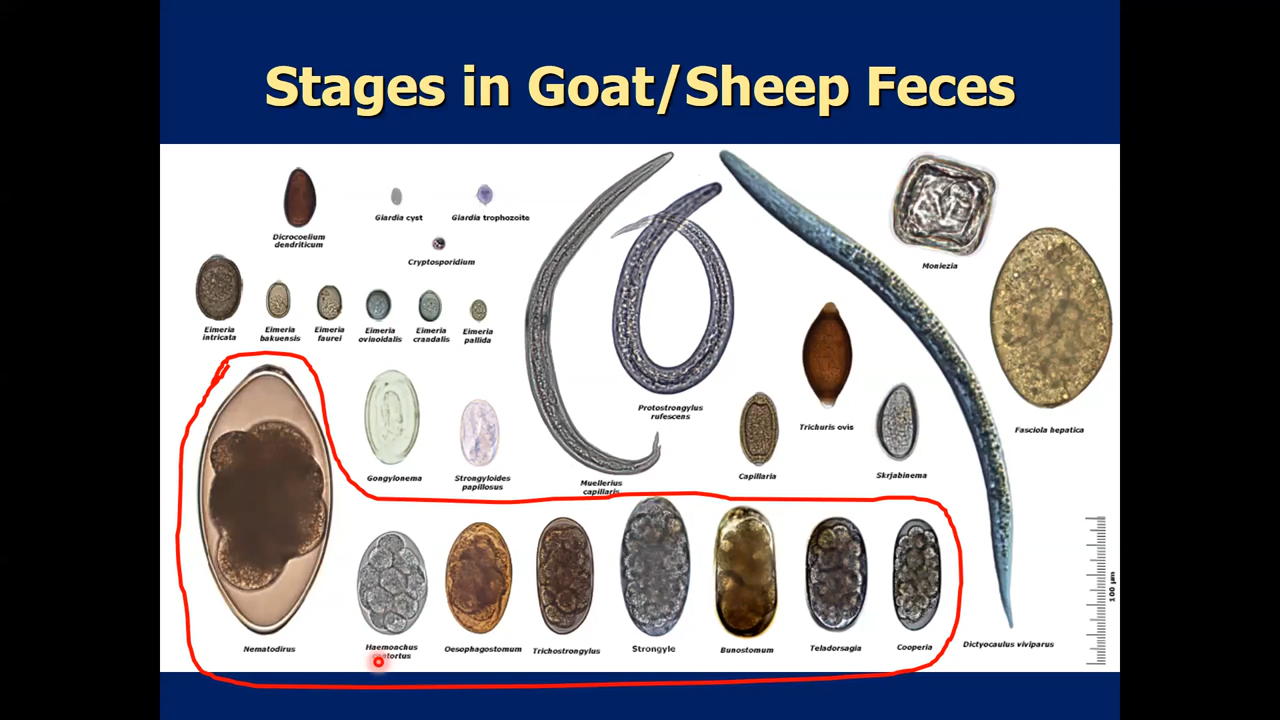 Stages in Goat/Sheep Feces
Dicrocoelium
dendriticum
Giardia cyst
Giardia trophozoite
Cryptosporidium
Moniezia
Eimeria
intricata
Eimeria
bakuensis
Eimeria
faurei
Eimeria
ovinoidalis
Eimeria
crandalis
Eimeria
pallida
Protostrongylus
rufescens
Trichuris ovis
Fasciola hepatica
Gongylonema
Strongyloides
papillosus
Muellerius
capillaris
Capillaria
Skrjabinema
100 µm
Nematodirus
Haemonchus
Oesophagostomum
Trichostrongylus
Strongyle
Bunostomum
Teladorsagia
Cooperia
Dictyocaulus viviparus